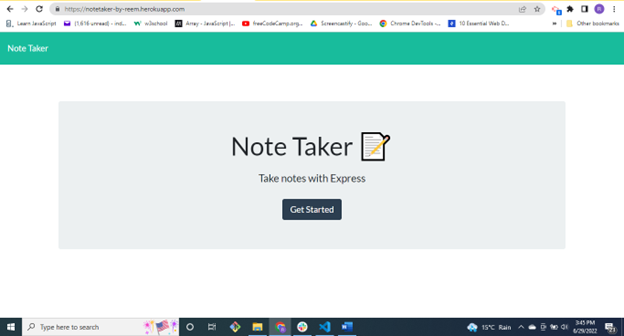 https://notetaker-by-reem.herokuapp.com
Learn JavaScript
(1,616 unread) - ind...
w3school
Array - JavaScript |...
freeCodeCamp.org...
Screencastify - Goo...
Chrome DevTools -...
10 Essential Web D...
Other bookmarks
Note Taker
Note Taker
Take notes with Express
Get Started
Type here to search
15°C Rain
3:45 PM
6/29/2022